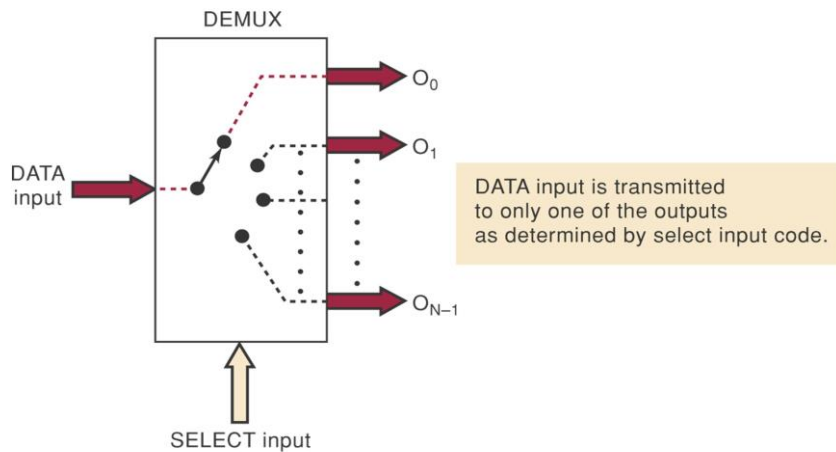 DEMUX
O₀
O₁
DATA
input
DATA input is transmitted
to only one of the outputs
as determined by select input code.
O_N–1
SELECT input